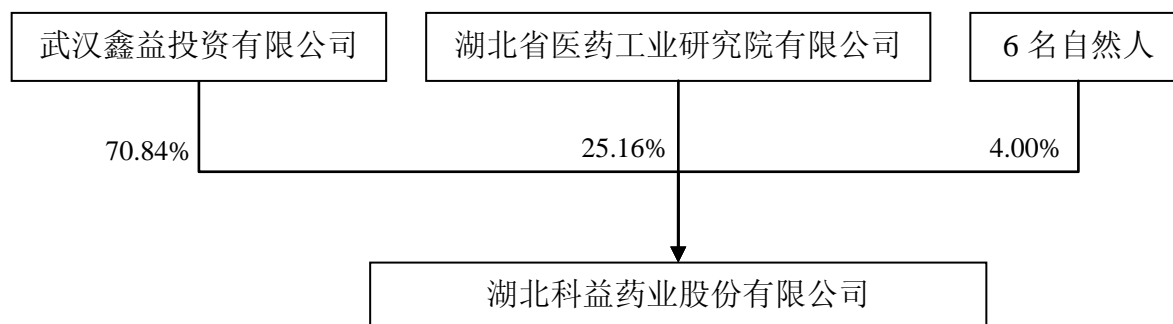 武汉鑫益投资有限公司
湖北省医药工业研究院有限公司
6 名自然人
70.84%
25.16%
4.00%
湖北科益药业股份有限公司